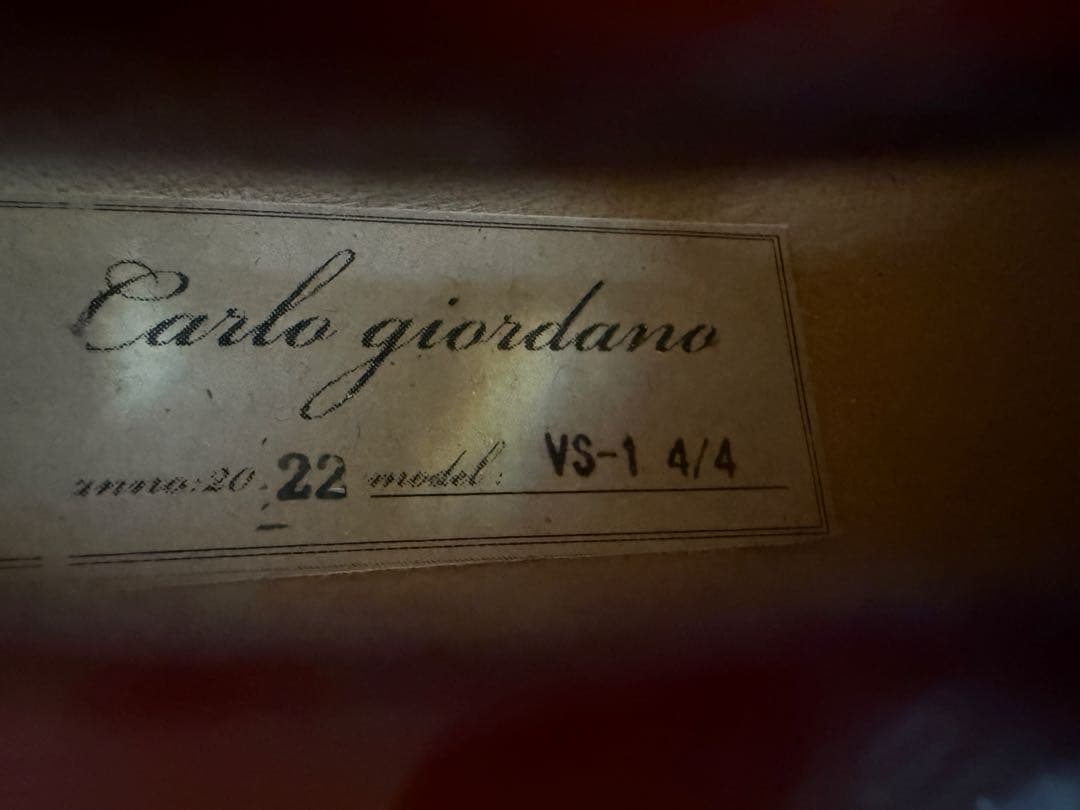 Carlo giordano
anno:20 22 model: VS-1 4/4